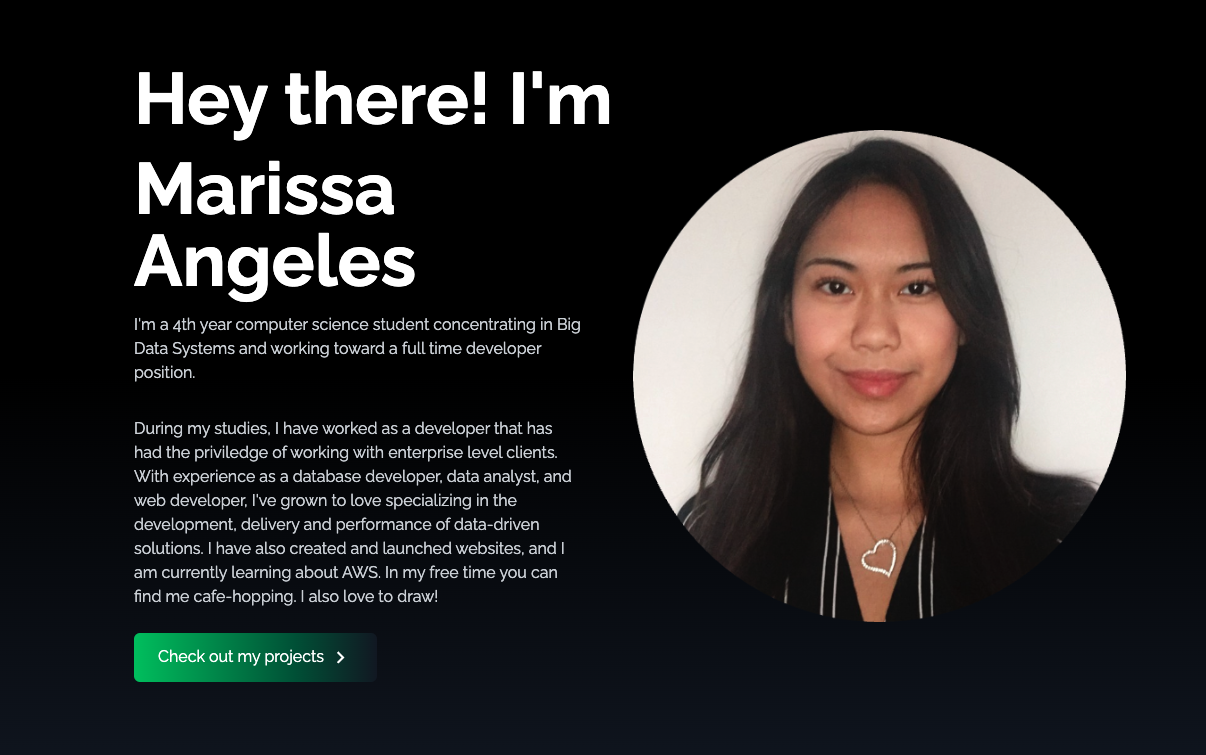 Hey there! I'm
Marissa
Angeles
I'm a 4th year computer science student concentrating in Big
Data Systems and working toward a full time developer
position.
During my studies, I have worked as a developer that has
had the priviledge of working with enterprise level clients.
With experience as a database developer, data analyst, and
web developer, I've grown to love specializing in the
development, delivery and performance of data-driven
solutions. I have also created and launched websites, and I
am currently learning about AWS. In my free time you can
find me cafe-hopping. I also love to draw!
Check out my projects